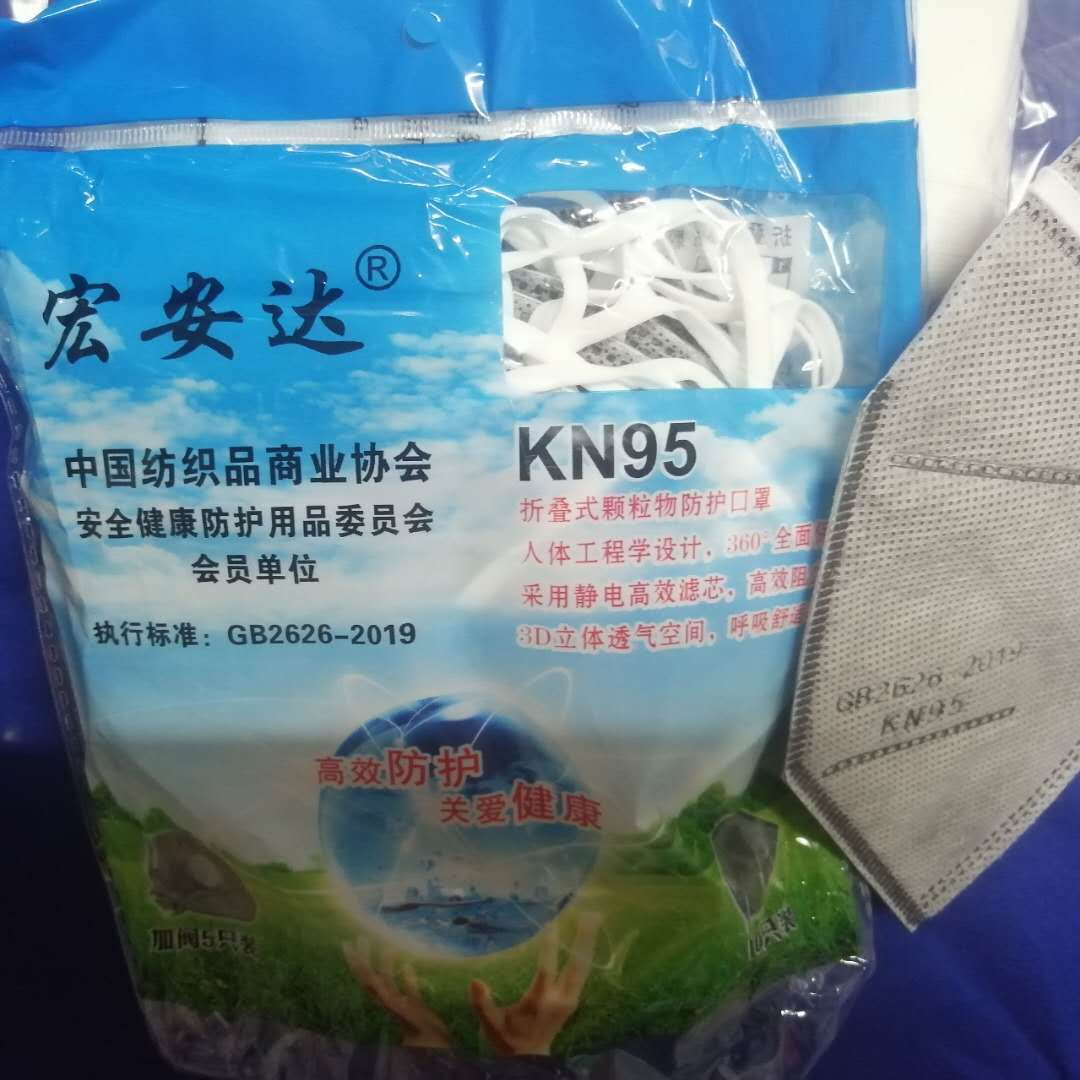 宏安达®
中国纺织品商业协会
安全健康防护用品委员会
会员单位
执行标准：GB2626-2019
KN95
折叠式颗粒物防护口罩
人体工程学设计，360°全面
采用静电高效滤芯，高效阻
3D立体透气空间，呼吸舒适
高效防护
关爱健康
加阀5只装
只装
GB2626-2019
KN95